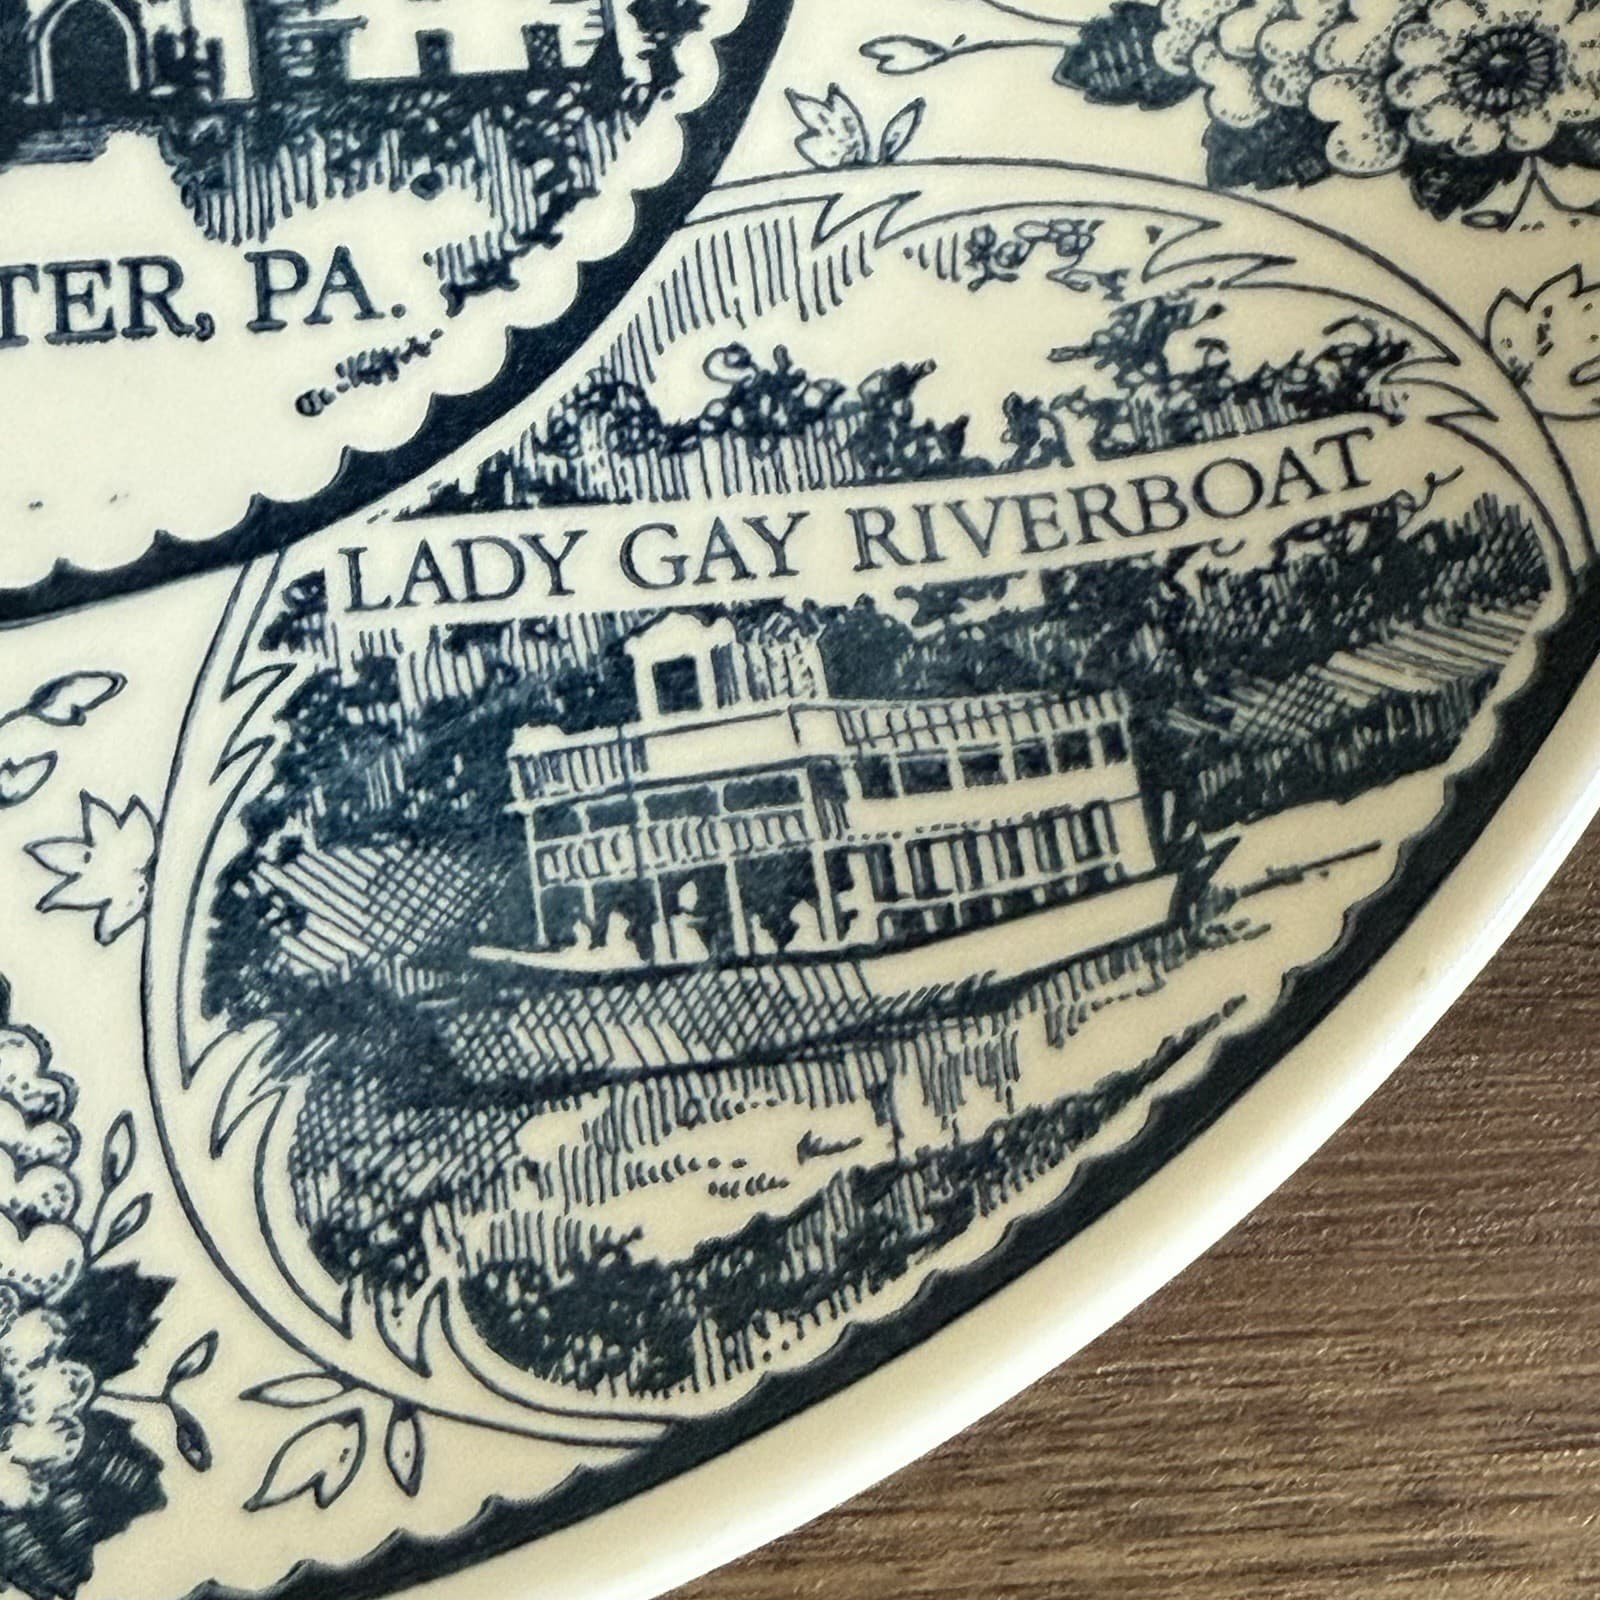 TER, PA.
LADY GAY RIVERBOAT